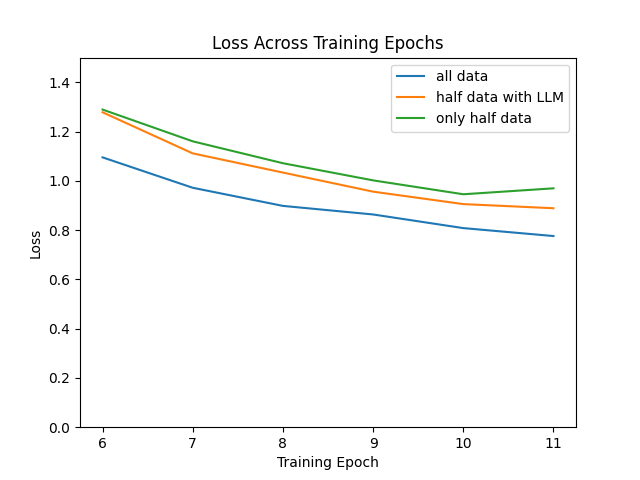 Loss Across Training Epochs
all data
half data with LLM
only half data
Loss
1.4
1.2
1.0
0.8
0.6
0.4
0.2
0.0
6 7 8 9 10 11
Training Epoch